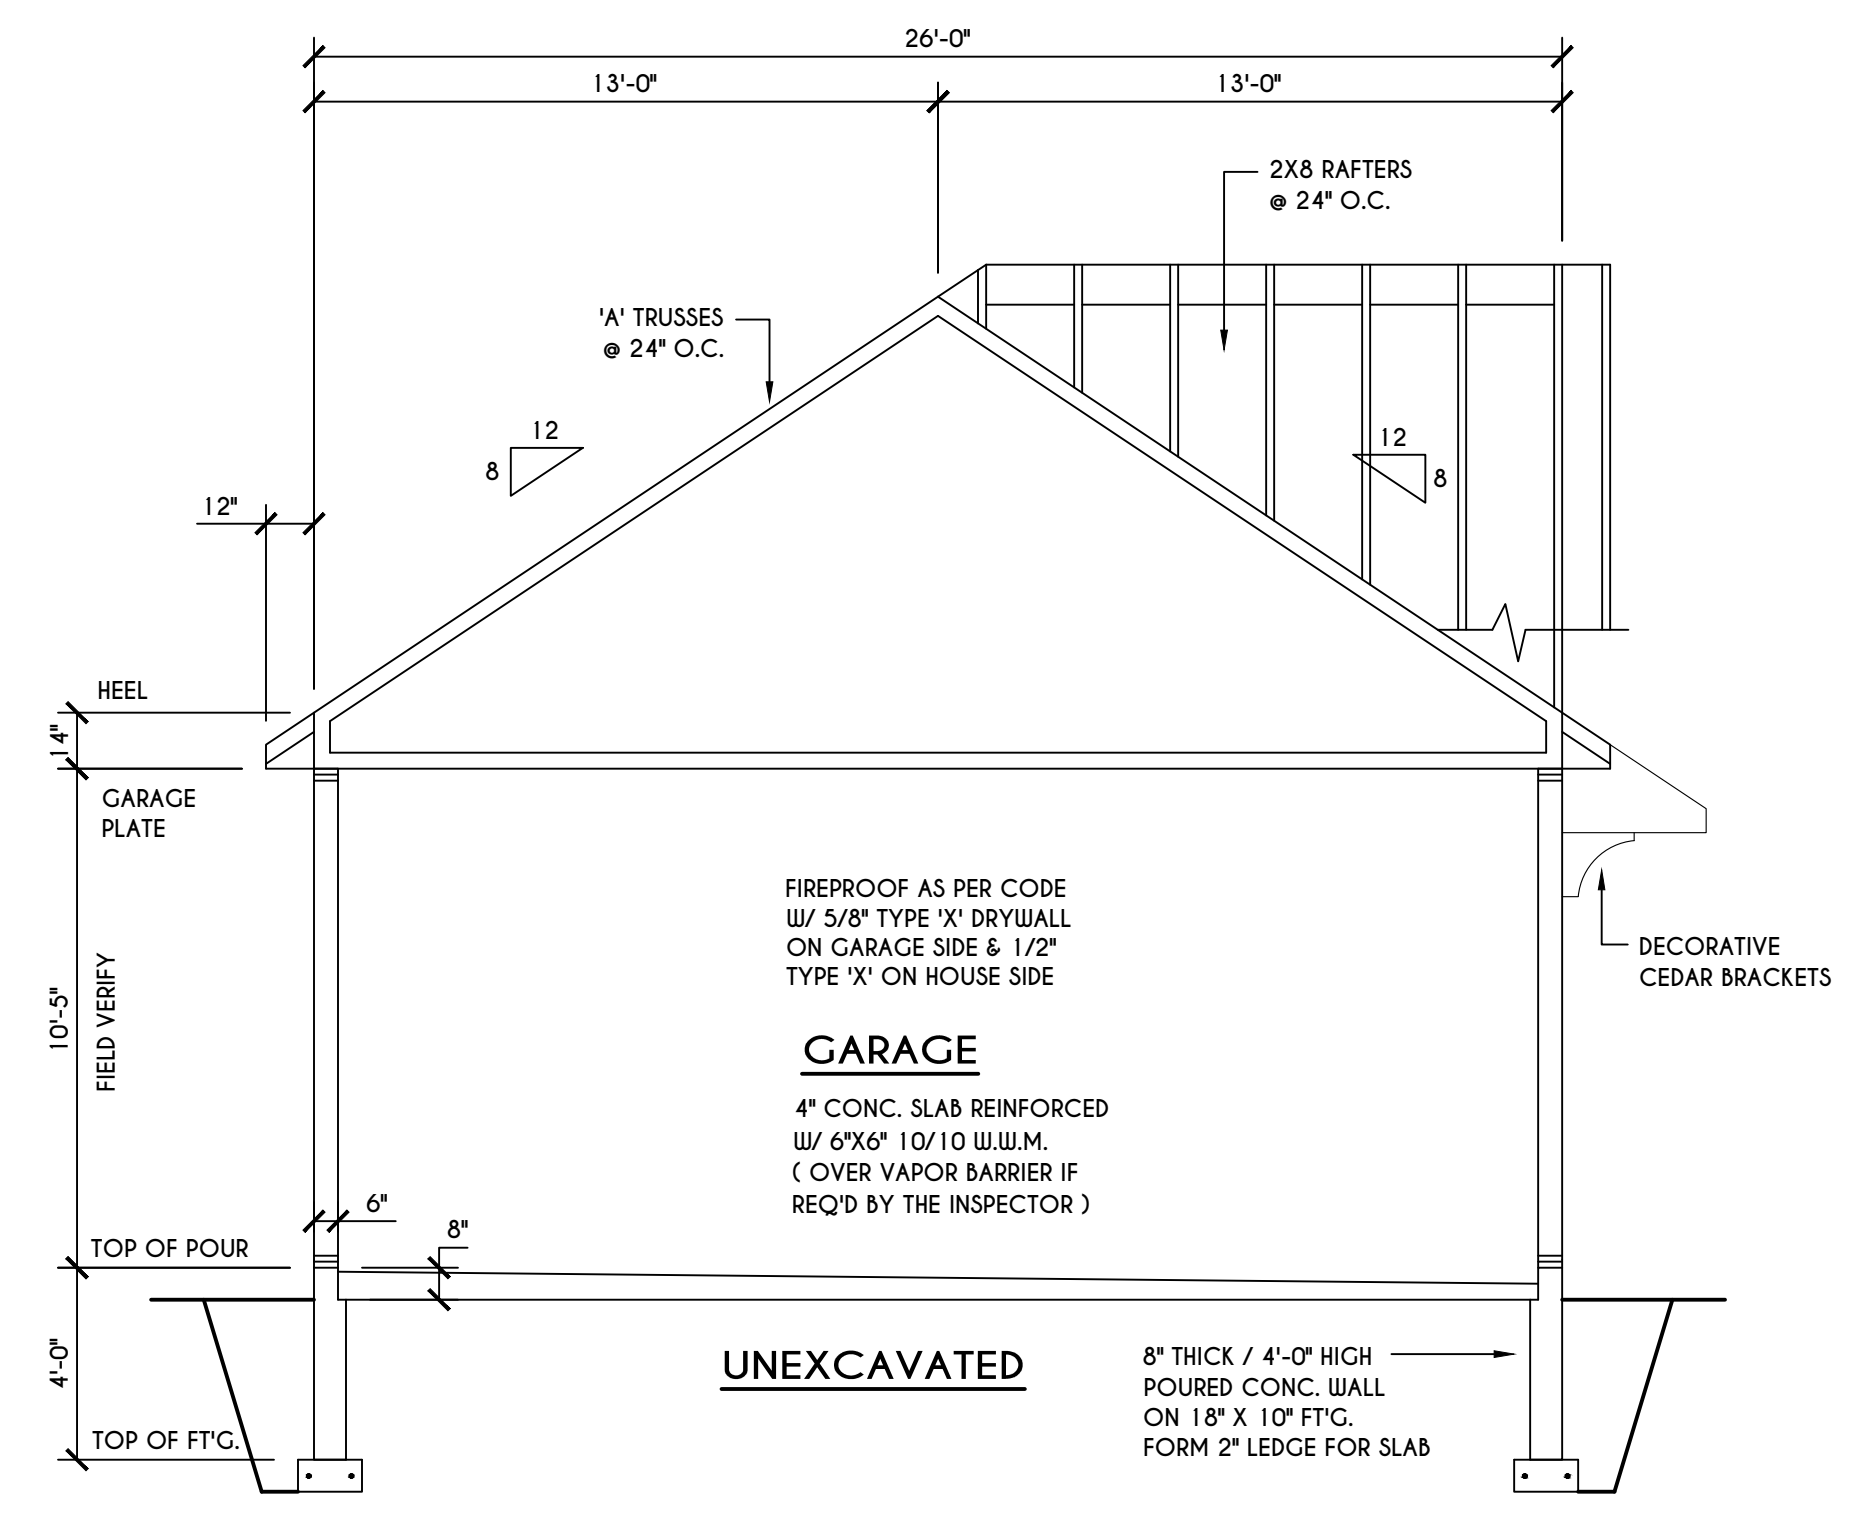 26'-0"
13'-0"
13'-0"
2X8 RAFTERS
@ 24" O.C.
'A' TRUSSES
@ 24" O.C.
12
8
12
8
12"
HEEL
14"
GARAGE
PLATE
FIREPROOF AS PER CODE
W/ 5/8" TYPE 'X' DRYWALL
ON GARAGE SIDE & 1/2"
TYPE 'X' ON HOUSE SIDE
DECORATIVE
CEDAR BRACKETS
10'-5"
FIELD VERIFY
GARAGE
4" CONC. SLAB REINFORCED
W/ 6"X6" 10/10 W.W.M.
( OVER VAPOR BARRIER IF
REQ'D BY THE INSPECTOR )
6"
8"
TOP OF POUR
4'-0"
UNEXCAVATED
8" THICK / 4'-0" HIGH
POURED CONC. WALL
ON 18" X 10" FT'G.
FORM 2" LEDGE FOR SLAB
TOP OF FT'G.